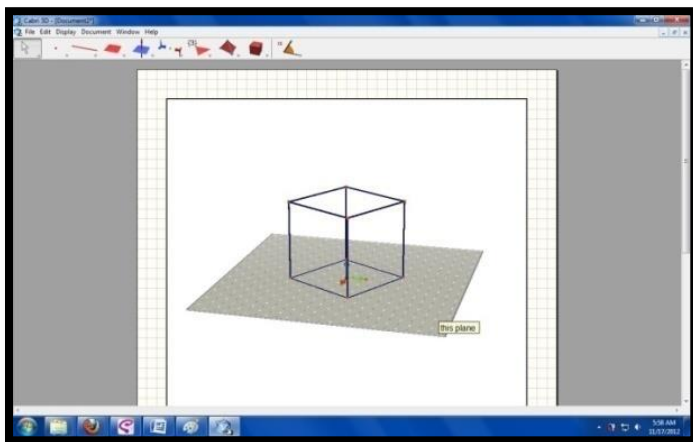 Cabri 3D - [Document2*]
File Edit Display Document Window Help
this plane
5:58 AM
11/17/2012